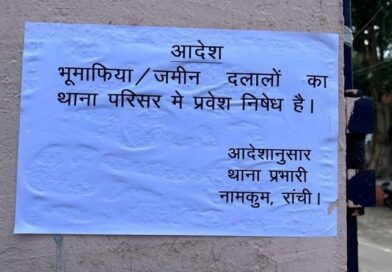 आदेश
भूमाफिया/जमीन दलालों का
थाना परिसर मे प्रवेश निषेध है।
आदेशानुसार
थाना प्रभारी
नामकुम, रांची।